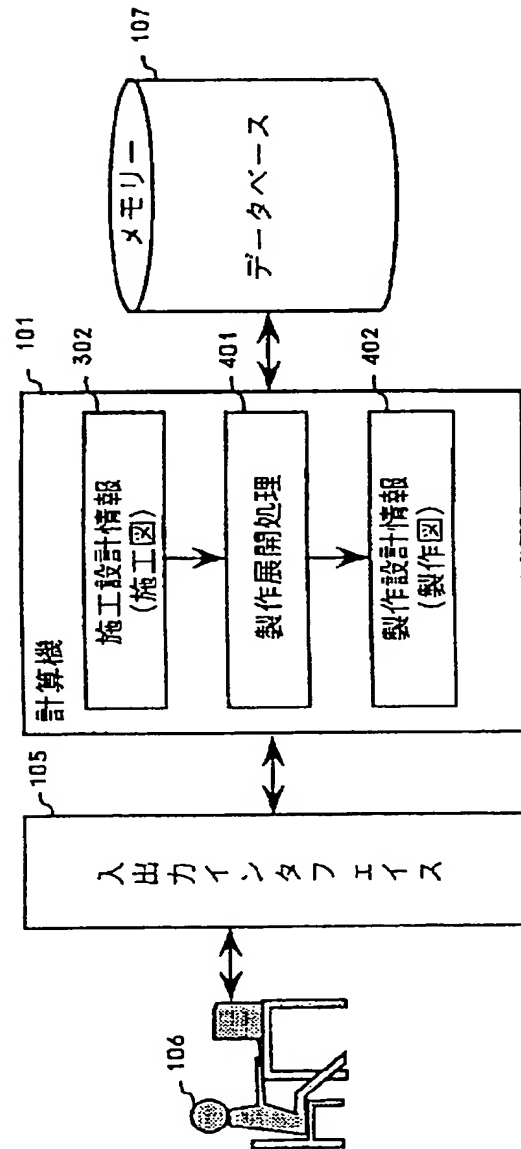 106
105
入出力インタフェイス
101
計算機
302
施工設計情報
(施工図)
401
製作展開処理
402
製作設計情報
(製作図)
107
メモリー
データベース